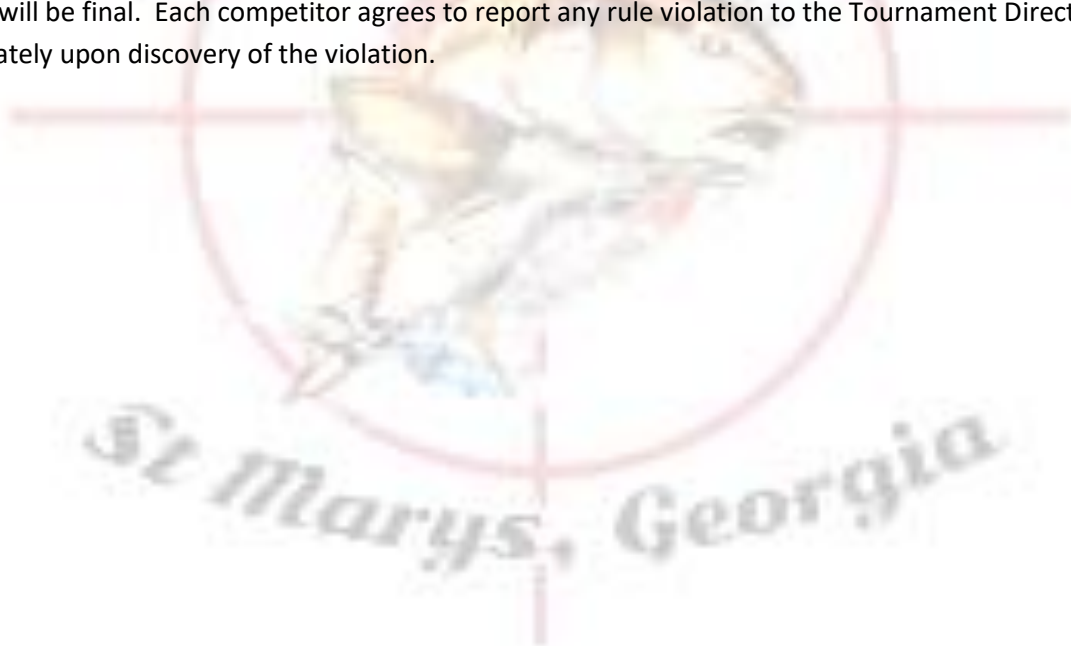 will be final.  Each competitor agrees to report any rule violation to the Tournament Direct
ately upon discovery of the violation.
St Marys, Georgia